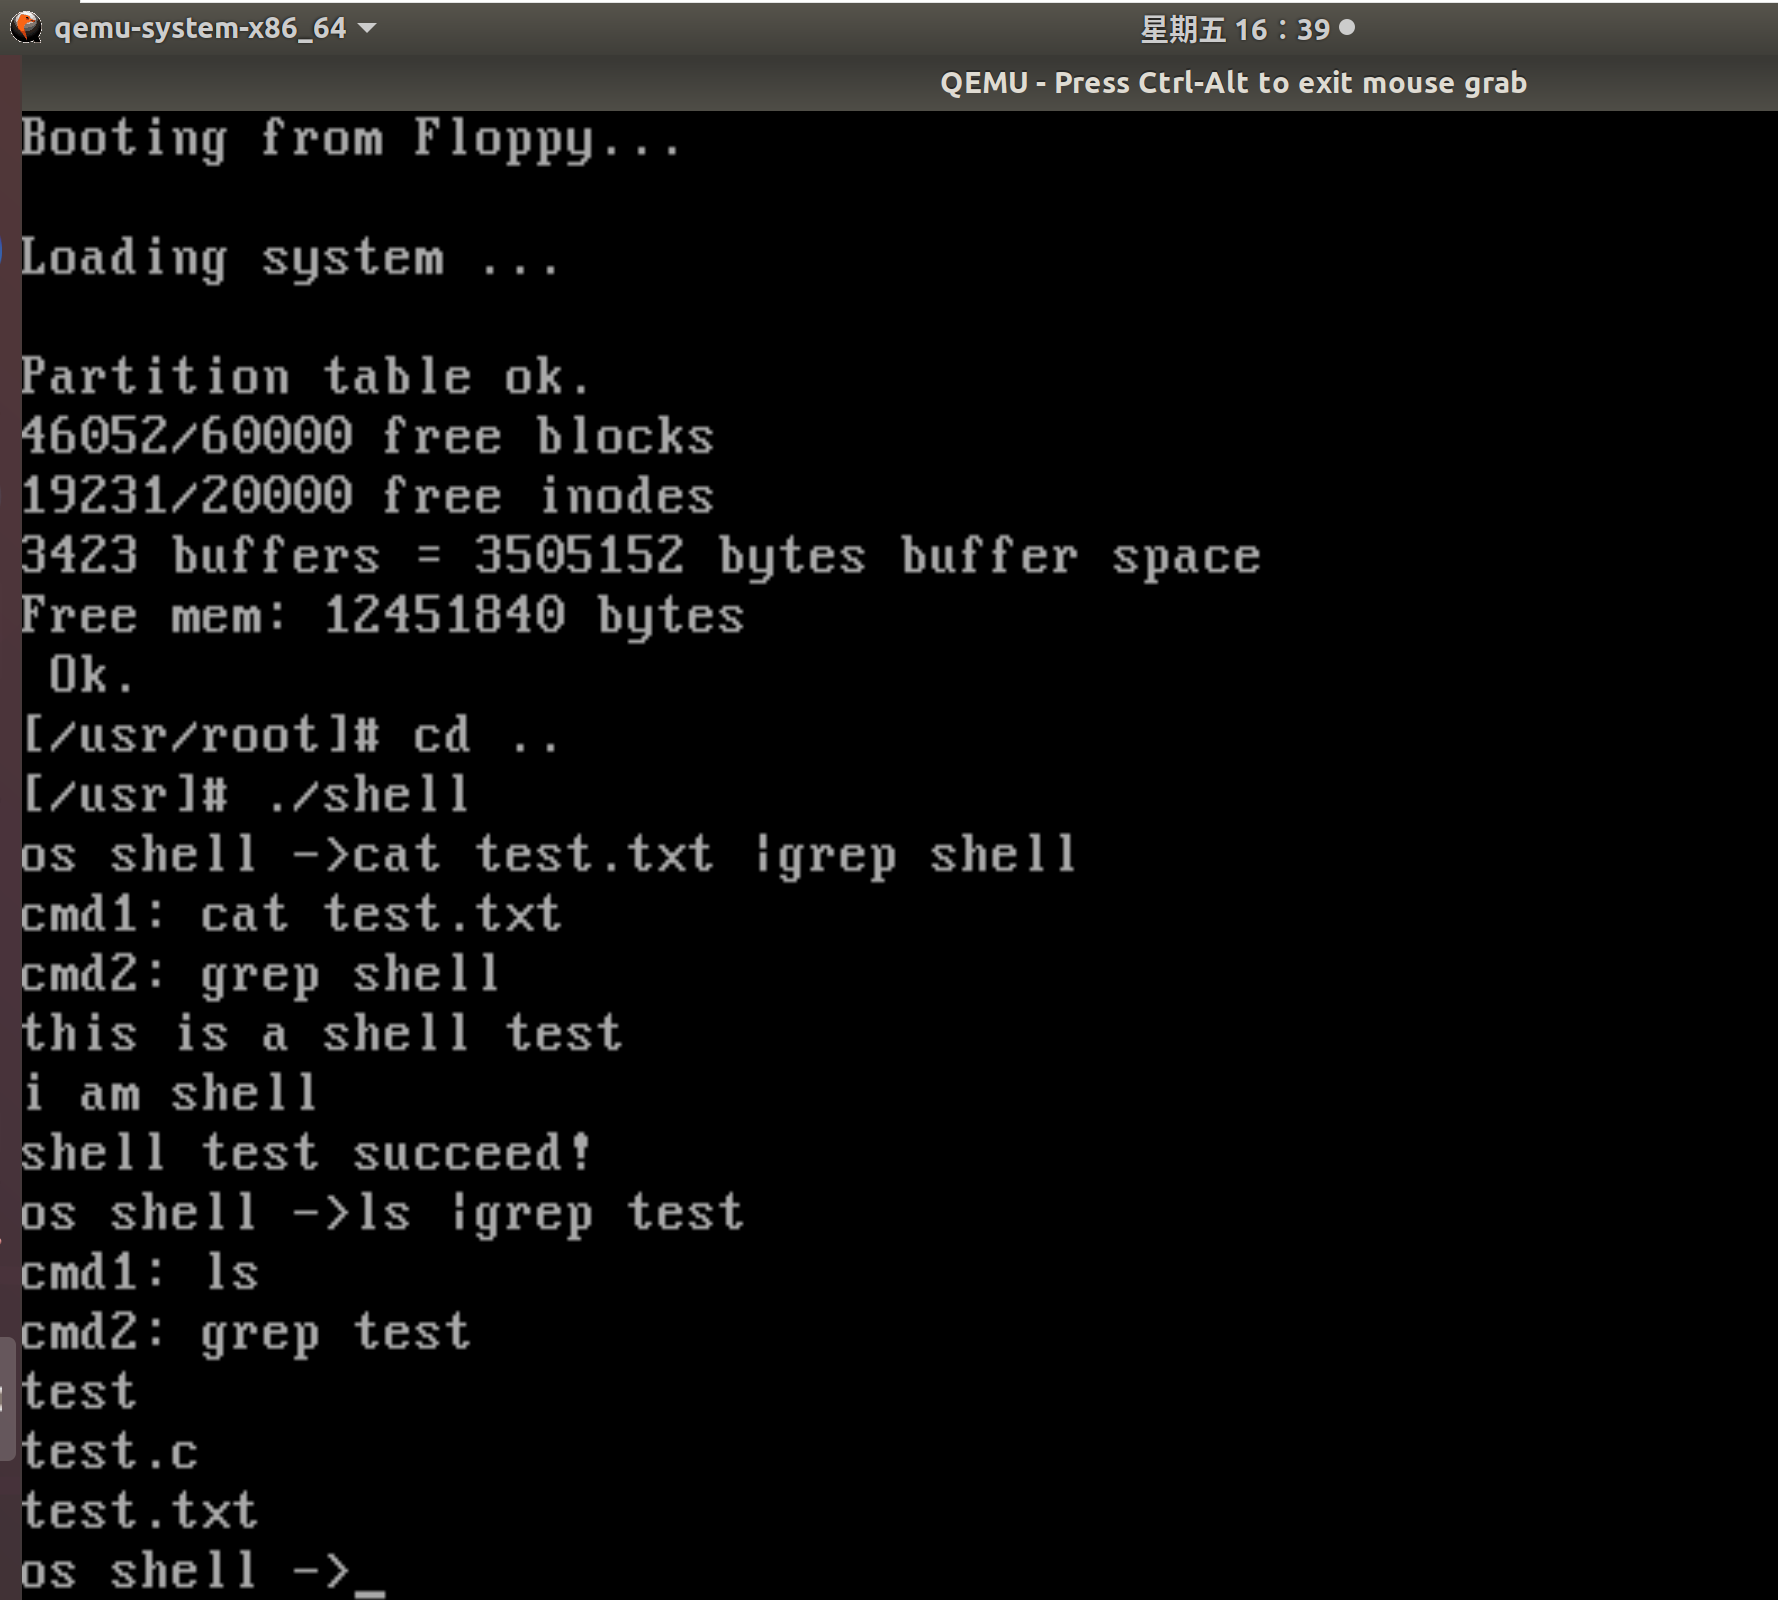 qemu-system-x86_64
星期五 16：39
QEMU - Press Ctrl-Alt to exit mouse grab
Booting from Floppy...
Loading system ...
Partition table ok.
46052/60000 free blocks
19231/20000 free inodes
3423 buffers = 3505152 bytes buffer space
Free mem: 12451840 bytes
 Ok.
[/usr/root]# cd ..
[/usr]# ./shell
os shell ->cat test.txt |grep shell
cmd1: cat test.txt
cmd2: grep shell
this is a shell test
i am shell
shell test succeed!
os shell ->ls |grep test
cmd1: ls
cmd2: grep test
test
test.c
test.txt
os shell ->_